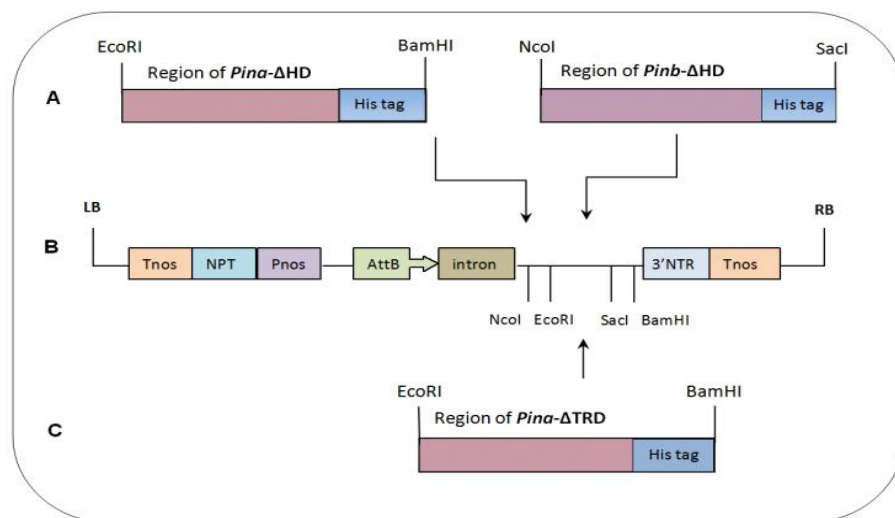 EcoRI BamHI NcoI SacI
A Region of Pina-ΔHD Region of Pinb-ΔHD
His tag His tag
LB RB
B Tnos NPT Pnos AttB intron 3'NTR Tnos
NcoI EcoRI SacI BamHI
EcoRI BamHI
C Region of Pina-ΔTRD
His tag